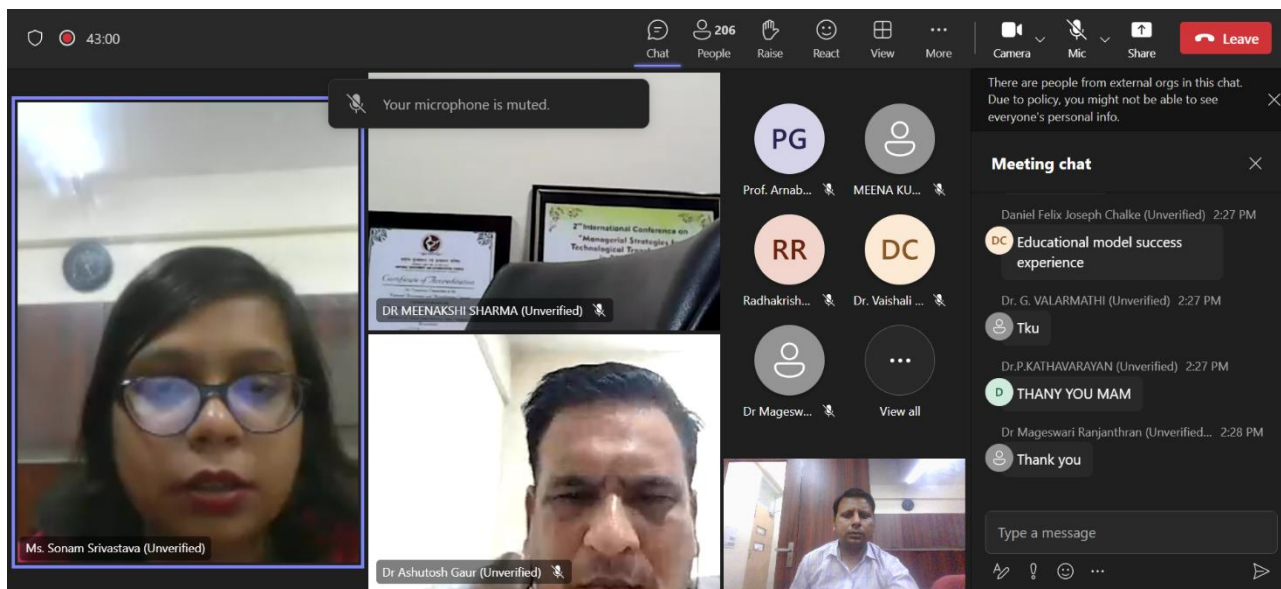 43:00
206
Chat
People
Raise
React
View
More
Camera
Mic
Share
Leave
Your microphone is muted.
Ms. Sonam Srivastava (Unverified)
Certificate of Accreditation
2nd International Conference on
"Managerial Strategies
Technological
DR MEENAKSHI SHARMA (Unverified)
Dr Ashutosh Gaur (Unverified)
PG
Prof. Arnab...
MEENA KU...
RR
Radhakrish...
DC
Dr. Vaishali ...
Dr Magesw...
View all
There are people from external orgs in this chat.
Due to policy, you might not be able to see
everyone's personal info.
Meeting chat
Daniel Felix Joseph Chalke (Unverified) 2:27 PM
DC
Educational model success
experience
Dr. G. VALARMATHI (Unverified) 2:27 PM
Tku
Dr.P.KATHAVARAYAN (Unverified) 2:27 PM
D
THANY YOU MAM
Dr Mageswari Ranjanthran (Unverified... 2:28 PM
Thank you
Type a message